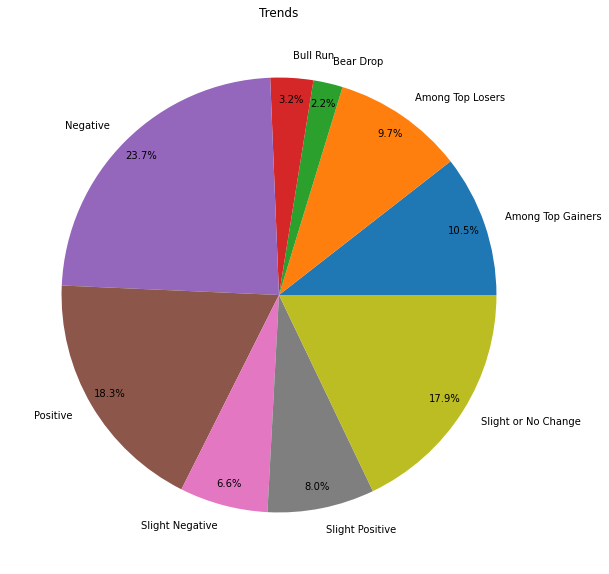 Trends
Bull Run
Bear Drop
Among Top Losers
Among Top Gainers
Negative
Positive
Slight Negative
Slight Positive
Slight or No Change
3.2%
2.2%
9.7%
10.5%
23.7%
18.3%
6.6%
8.0%
17.9%